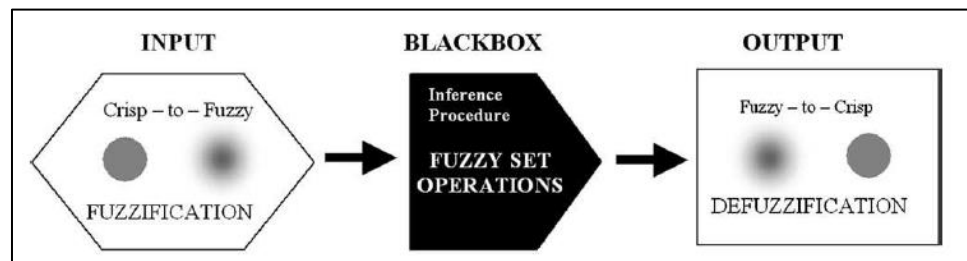 INPUT
Crisp – to – Fuzzy
FUZZIFICATION
BLACKBOX
Inference
Procedure
FUZZY SET
OPERATIONS
OUTPUT
Fuzzy – to – Crisp
DEFUZZIFICATION